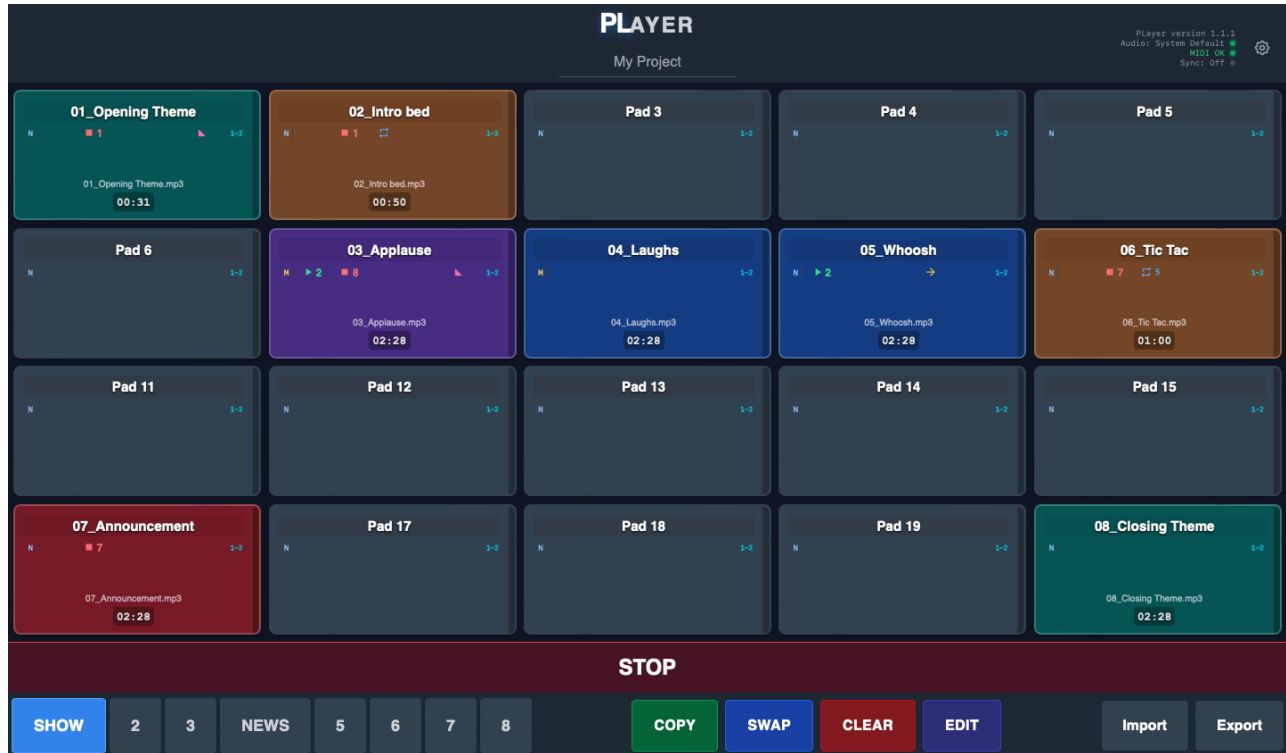 PLAYER
My Project
PLayer version 1.1.1
Audio: System Default
MIDI OK
Sync: Off
01_Opening Theme
N 1 1-2
01_Opening Theme.mp3
00:31
02_Intro bed
N 1 1-2
02_Intro bed.mp3
00:50
Pad 3
N 1-2
Pad 4
N 1-2
Pad 5
N 1-2
Pad 6
N 1-2
03_Applause
M 2 8 1-2
03_Applause.mp3
02:28
04_Laughs
M 1-2
04_Laughs.mp3
02:28
05_Whoosh
N 2 1-2
05_Whoosh.mp3
02:28
06_Tic Tac
N 7 5 1-2
06_Tic Tac.mp3
01:00
Pad 11
N 1-2
Pad 12
N 1-2
Pad 13
N 1-2
Pad 14
N 1-2
Pad 15
N 1-2
07_Announcement
N 7 1-2
07_Announcement.mp3
02:28
Pad 17
N 1-2
Pad 18
N 1-2
Pad 19
N 1-2
08_Closing Theme
N 1-2
08_Closing Theme.mp3
02:28
STOP
SHOW 2 3 NEWS 5 6 7 8 COPY SWAP CLEAR EDIT Import Export